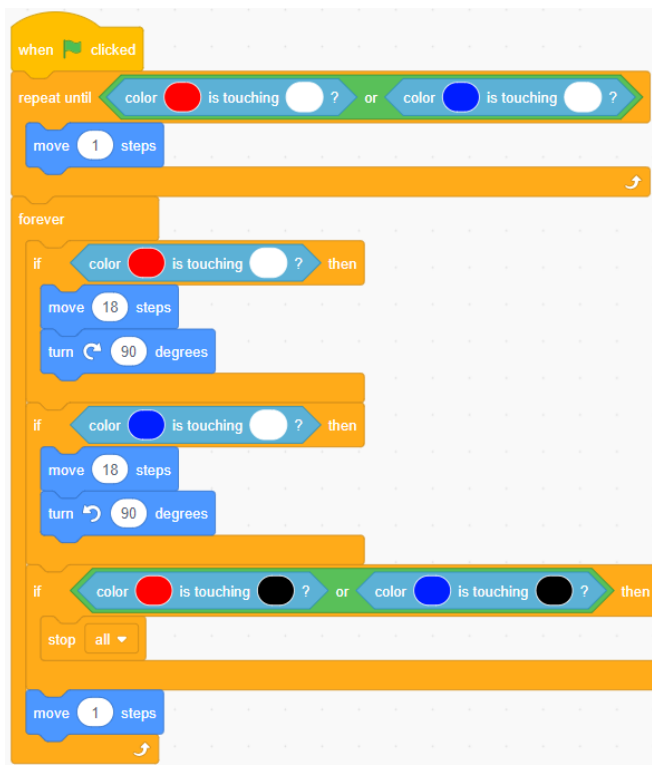 when clicked
repeat until color is touching ? or color is touching ?
move 1 steps
forever
if color is touching ? then
move 18 steps
turn 90 degrees
if color is touching ? then
move 18 steps
turn 90 degrees
if color is touching ? or color is touching ? then
stop all
move 1 steps